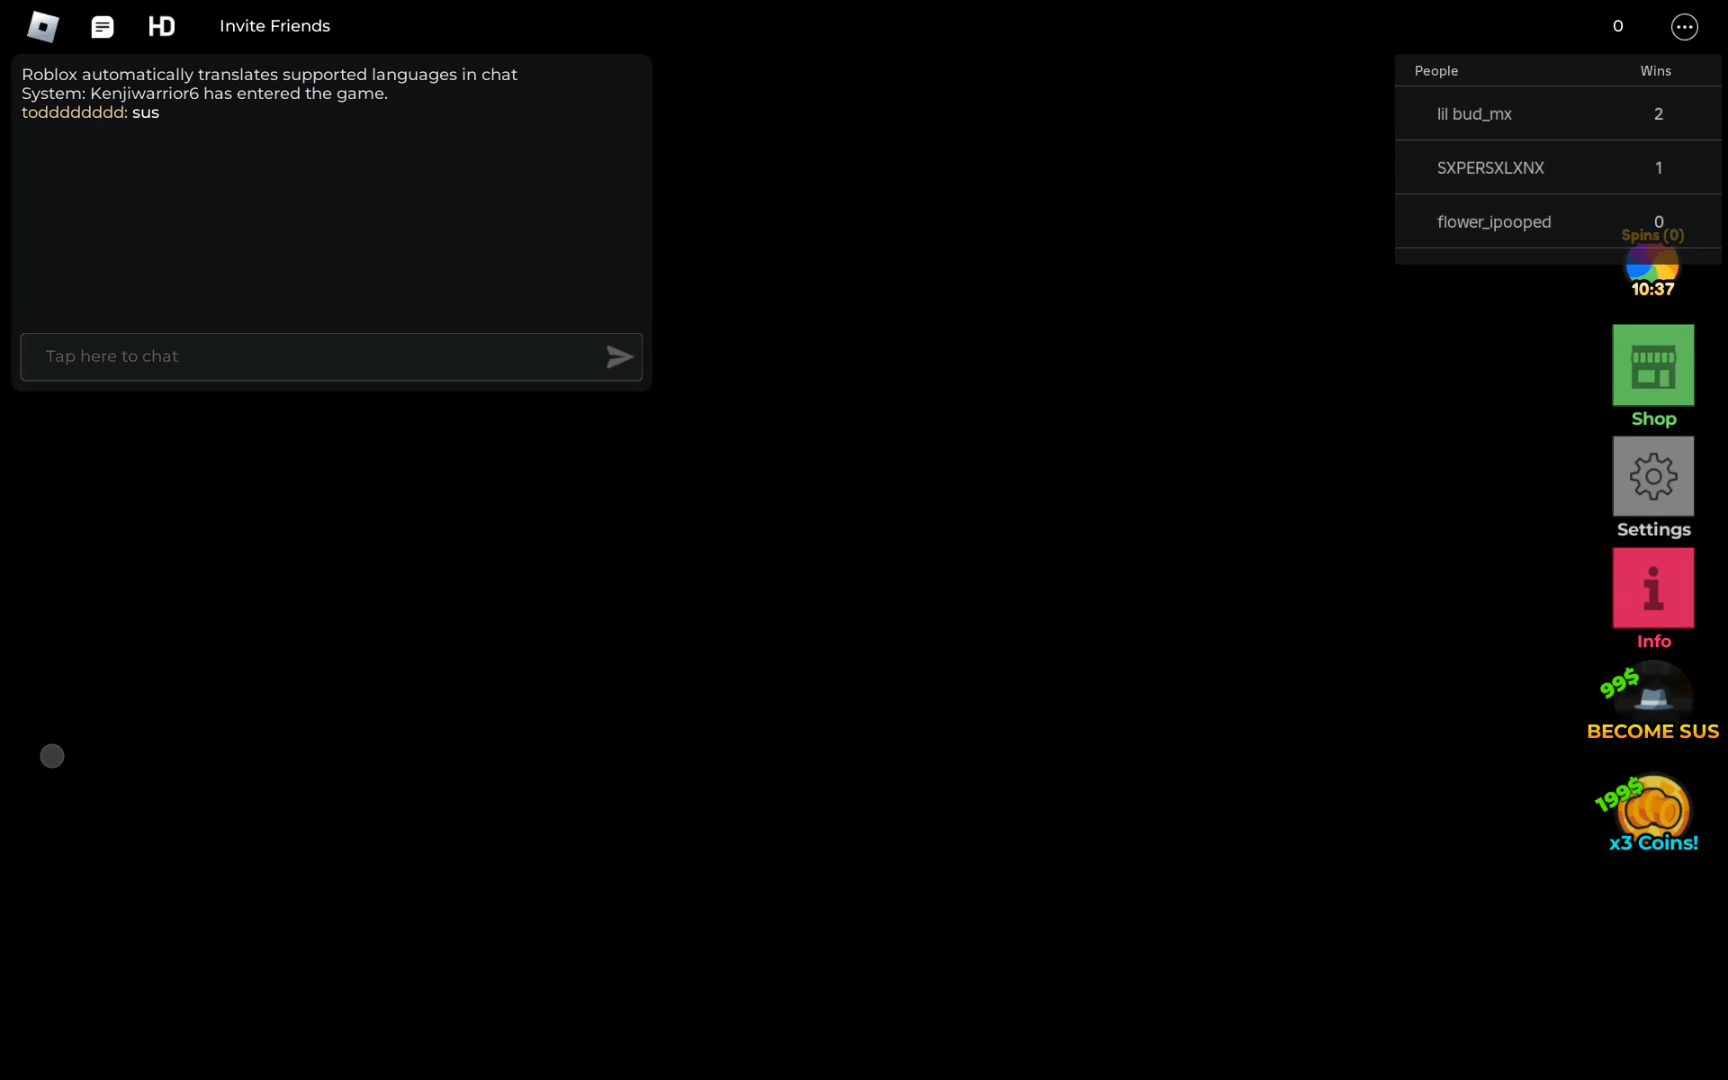 HD
Invite Friends
0
Roblox automatically translates supported languages in chat
System: Kenjiwarrior6 has entered the game.
todddddddd: sus
Tap here to chat
People Wins
lil bud_mx 2
SXPERSXLXNX 1
flower_ipooped 0
Spins (0)
10:37
Shop
Settings
Info
99$
BECOME SUS
199$
x3 Coins!